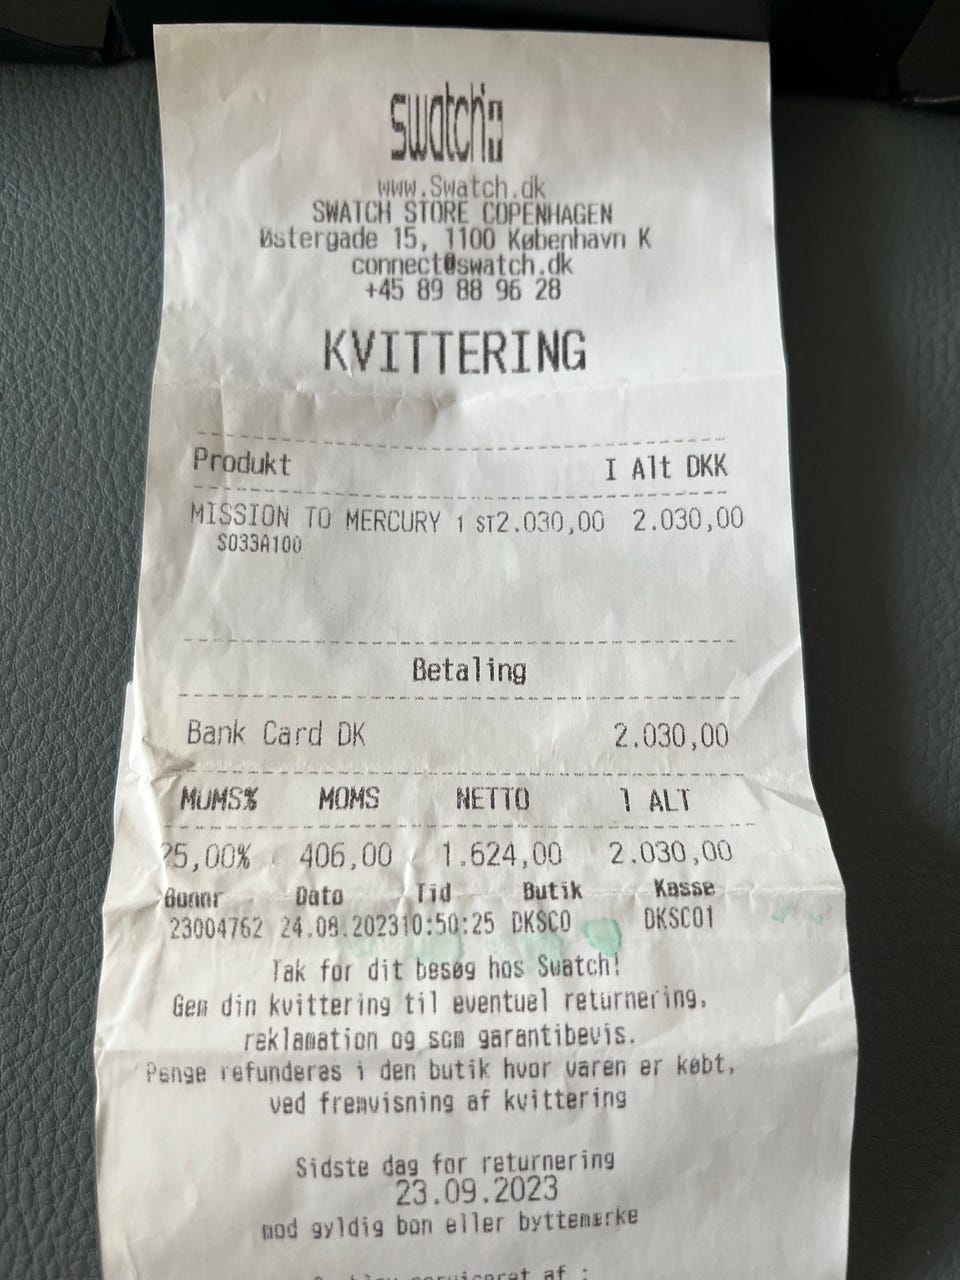 swatch
www.Swatch.dk
SWATCH STORE COPENHAGEN
Østergade 15, 1100 København K
connect@swatch.dk
+45 89 88 96 28
KVITTERING
Produkt I Alt DKK
MISSION TO MERCURY 1 ST2.030,00 2.030,00
S033A100
Betaling
Bank Card DK 2.030,00
MOMS% MOMS NETTO I ALT
25,00% 406,00 1.624,00 2.030,00
Bonnr Dato Tid Butik Kasse
23004762 24.08.202310:50:25 DKSCO DKSCO1
Tak for dit besøg hos Swatch!
Gem din kvittering til eventuel returnering,
reklamation og som garantibevis.
Penge refunderes i den butik hvor varen er købt,
ved fremvisning af kvittering
Sidste dag for returnering
23.09.2023
mod gyldig bon eller byttemærke
af :